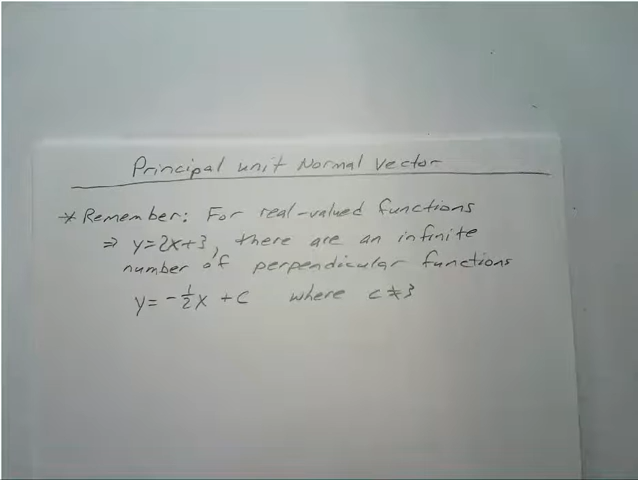 Principal unit Normal Vector
* Remember: For real-valued functions
⇒ y=2x+3, there are an infinite
number of perpendicular functions
y = -1/2 x + c where c ≠ 3